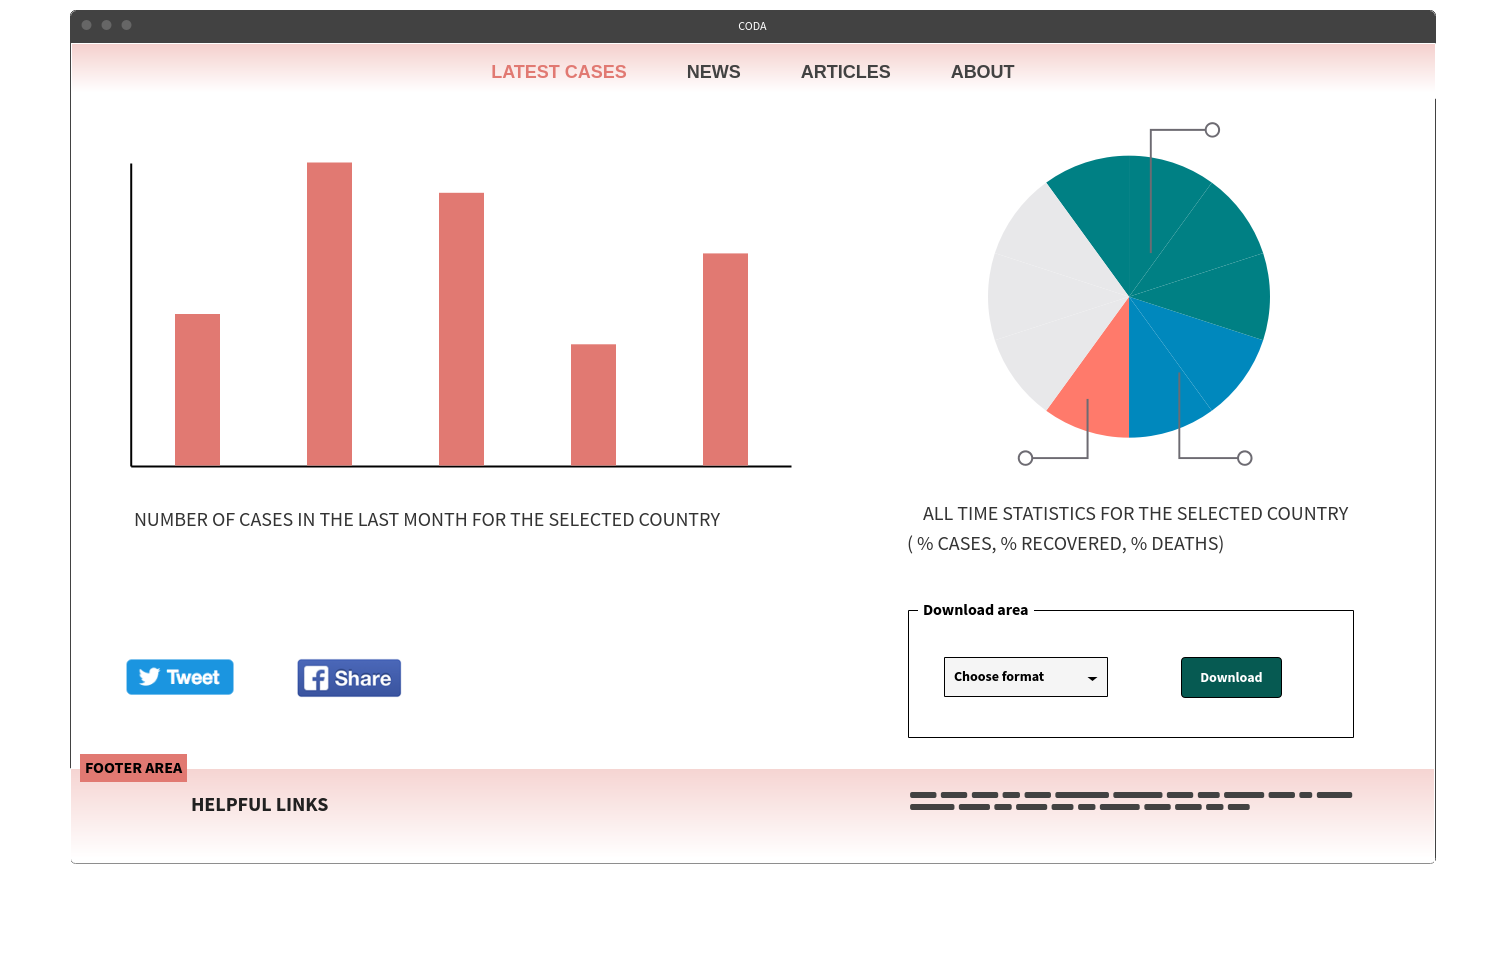 CODA
LATEST CASES NEWS ARTICLES ABOUT
NUMBER OF CASES IN THE LAST MONTH FOR THE SELECTED COUNTRY
ALL TIME STATISTICS FOR THE SELECTED COUNTRY
( % CASES, % RECOVERED, % DEATHS)
Download area
Choose format
Download
Tweet
Share
FOOTER AREA
HELPFUL LINKS